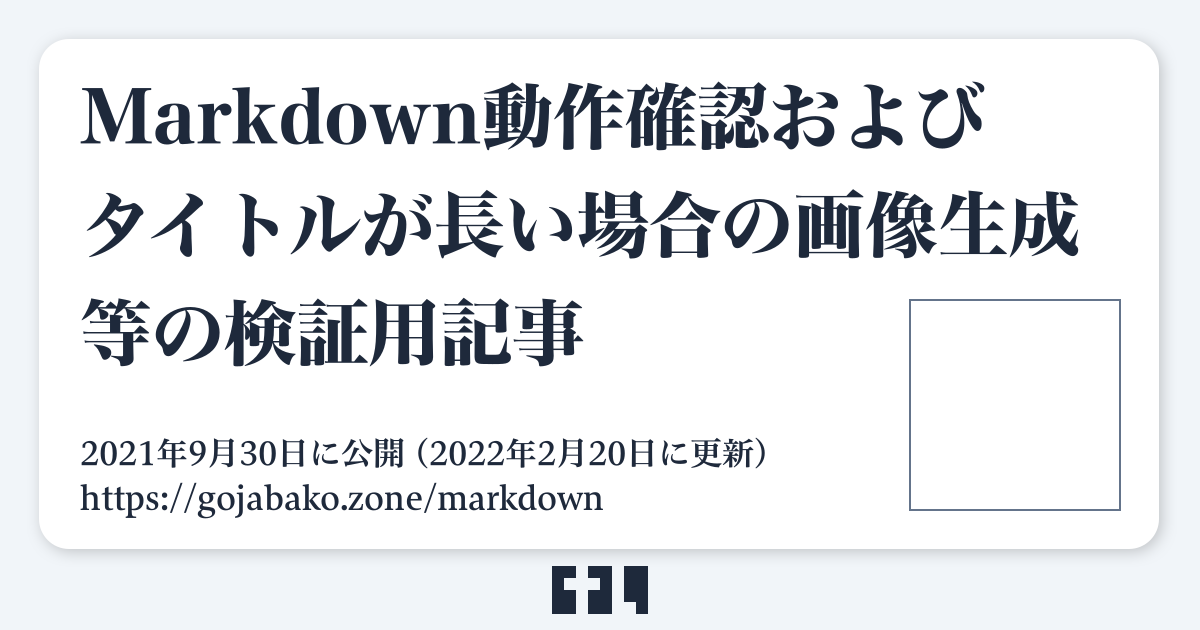 Markdown動作確認および
タイトルが長い場合の画像生成
等の検証用記事
2021年9月30日に公開（2022年2月20日に更新）
https://gojabako.zone/markdown